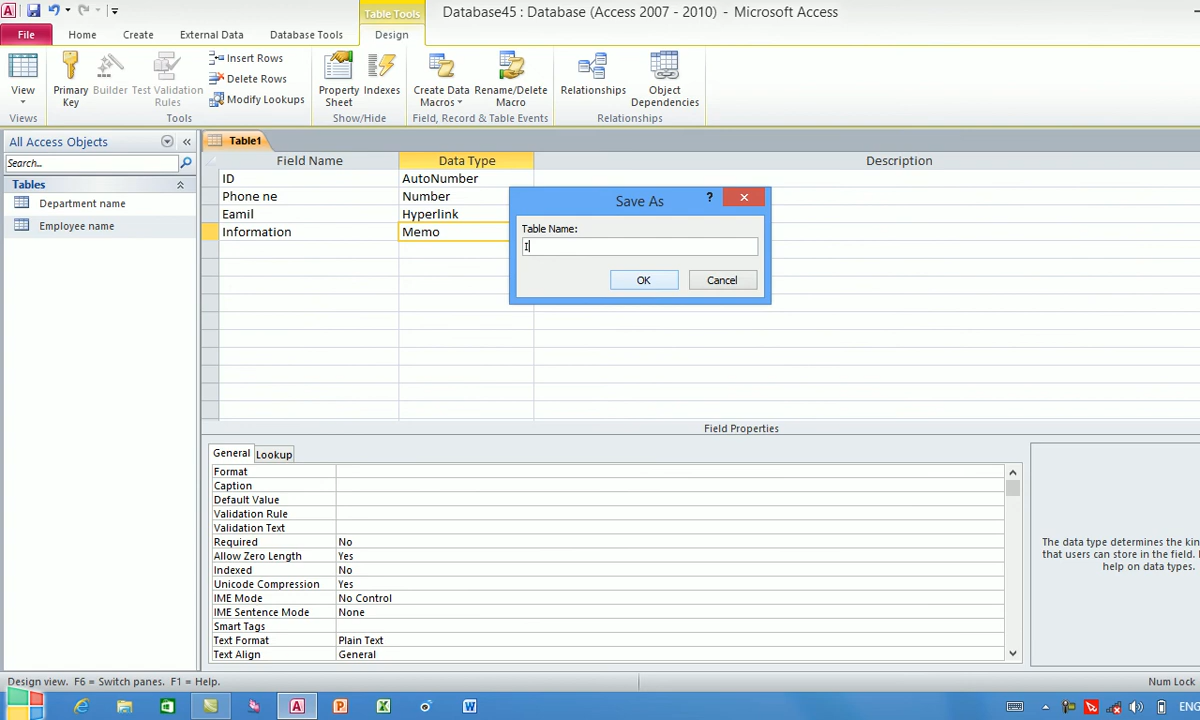 Table Tools
Database45 : Database (Access 2007 - 2010) - Microsoft Access
File Home Create External Data Database Tools Design
View
Primary Key
Builder
Test Validation Rules
Insert Rows
Delete Rows
Modify Lookups
Property Sheet
Indexes
Create Data Macros
Rename/Delete Macro
Relationships
Object Dependencies
Views Tools Show/Hide Field, Record & Table Events Relationships
All Access Objects
Search...
Tables
Department name
Employee name
Table1
Field Name Data Type Description
ID AutoNumber
Phone ne Number
Eamil Hyperlink
Information Memo
Save As
?
Table Name:
I
OK Cancel
Field Properties
General Lookup
Format
Caption
Default Value
Validation Rule
Validation Text
Required No
Allow Zero Length Yes
Indexed No
Unicode Compression Yes
IME Mode No Control
IME Sentence Mode None
Smart Tags
Text Format Plain Text
Text Align General
The data type determines the kin
that users can store in the field.
help on data types.
Design view. F6 = Switch panes. F1 = Help.
Num Lock
ENG